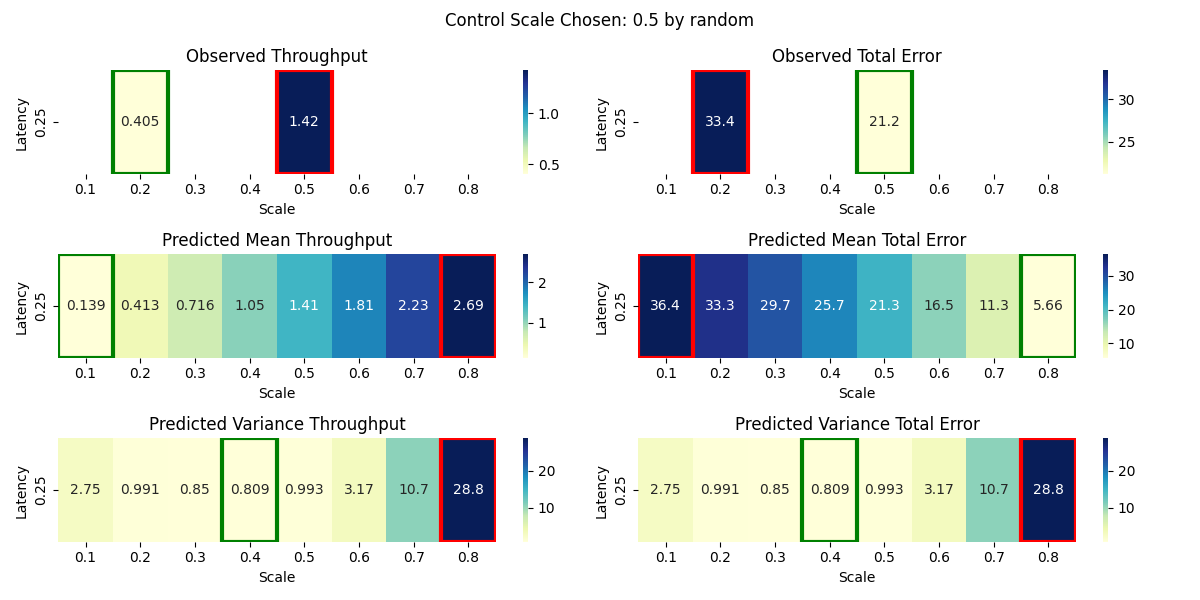 Control Scale Chosen: 0.5 by random
Observed Throughput
Latency
0.25
0.405
1.42
1.0
0.5
0.1 0.2 0.3 0.4 0.5 0.6 0.7 0.8
Scale
Observed Total Error
Latency
0.25
33.4
21.2
30
25
0.1 0.2 0.3 0.4 0.5 0.6 0.7 0.8
Scale
Predicted Mean Throughput
Latency
0.25
0.139 0.413 0.716 1.05 1.41 1.81 2.23 2.69
2
1
0.1 0.2 0.3 0.4 0.5 0.6 0.7 0.8
Scale
Predicted Mean Total Error
Latency
0.25
36.4 33.3 29.7 25.7 21.3 16.5 11.3 5.66
30
20
10
0.1 0.2 0.3 0.4 0.5 0.6 0.7 0.8
Scale
Predicted Variance Throughput
Latency
0.25
2.75 0.991 0.85 0.809 0.993 3.17 10.7 28.8
20
10
0.1 0.2 0.3 0.4 0.5 0.6 0.7 0.8
Scale
Predicted Variance Total Error
Latency
0.25
2.75 0.991 0.85 0.809 0.993 3.17 10.7 28.8
20
10
0.1 0.2 0.3 0.4 0.5 0.6 0.7 0.8
Scale